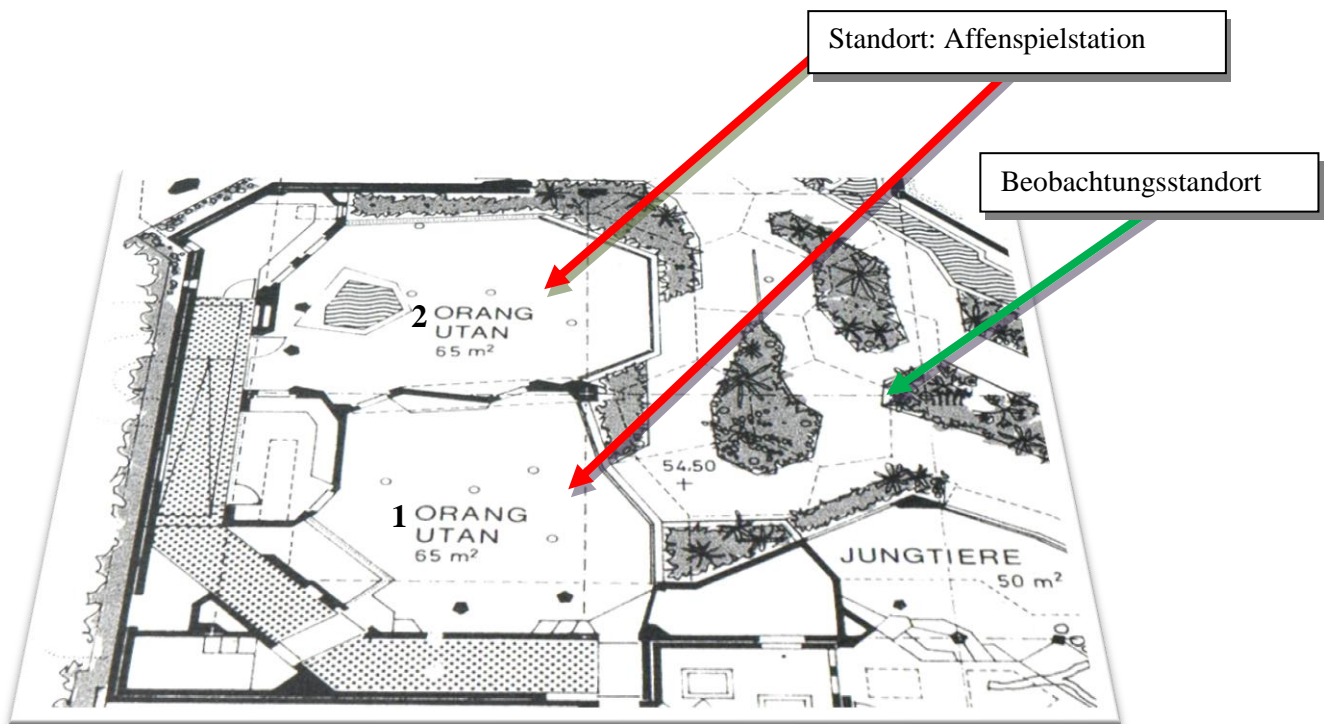 Standort: Affenspielstation
Beobachtungsstandort
2 ORANG
UTAN
65 m²
54.50
1 ORANG
UTAN
65 m²
JUNGTIERE
50 m²